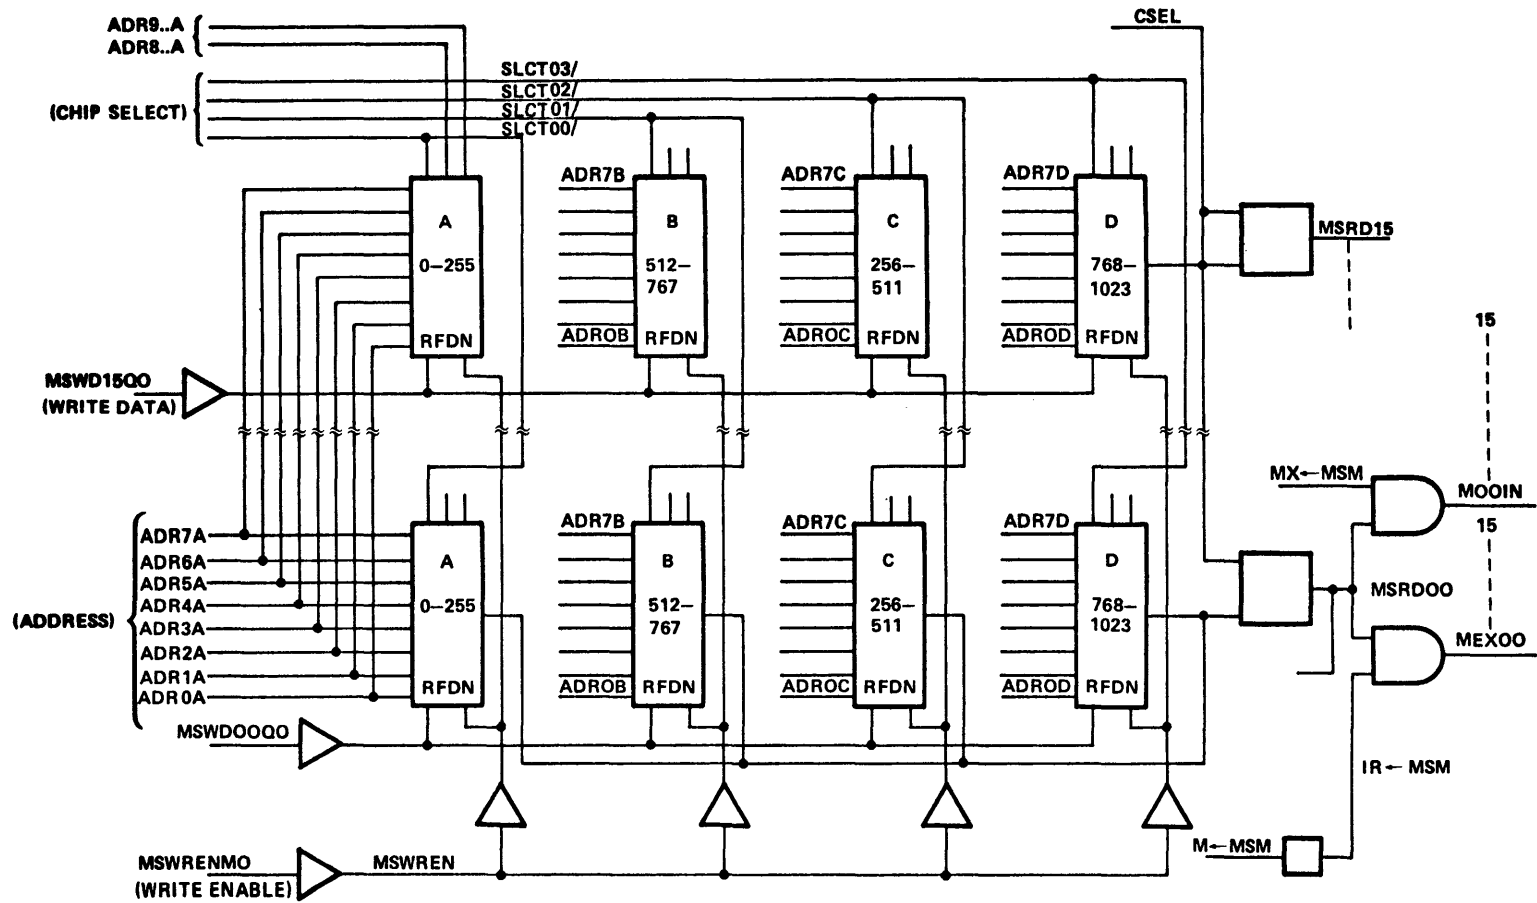 ADR9..A
ADR8..A
CSEL
(CHIP SELECT)
SLCT03/
SLCT02/
SLCT01/
SLCT00/
A
0–255
RFDN
ADR7B
B
512–
767
ADROB
RFDN
ADR7C
C
256–
511
ADROC
RFDN
ADR7D
D
768–
1023
ADROD
RFDN
MSRD15
MSWD15QO
(WRITE DATA)
15
MX←MSM
MOOIN
15
(ADDRESS)
ADR7A
ADR6A
ADR5A
ADR4A
ADR3A
ADR2A
ADR1A
ADR0A
A
0–255
RFDN
ADR7B
B
512–
767
ADROB
RFDN
ADR7C
C
256–
511
ADROC
RFDN
ADR7D
D
768–
1023
ADROD
RFDN
MSRDOO
MEXOO
MSWDOOQO
IR← MSM
M←MSM
MSWRENMO
(WRITE ENABLE)
MSWREN